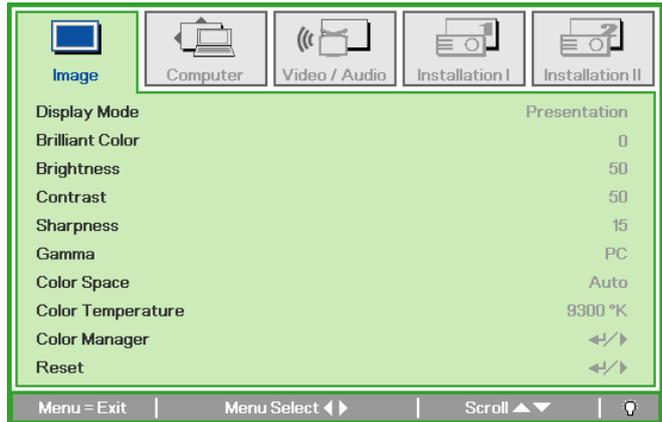 Image Computer Video / Audio Installation I Installation II
Display Mode Presentation
Brilliant Color 0
Brightness 50
Contrast 50
Sharpness 15
Gamma PC
Color Space Auto
Color Temperature 9300 °K
Color Manager
Reset
Menu = Exit Menu Select Scroll